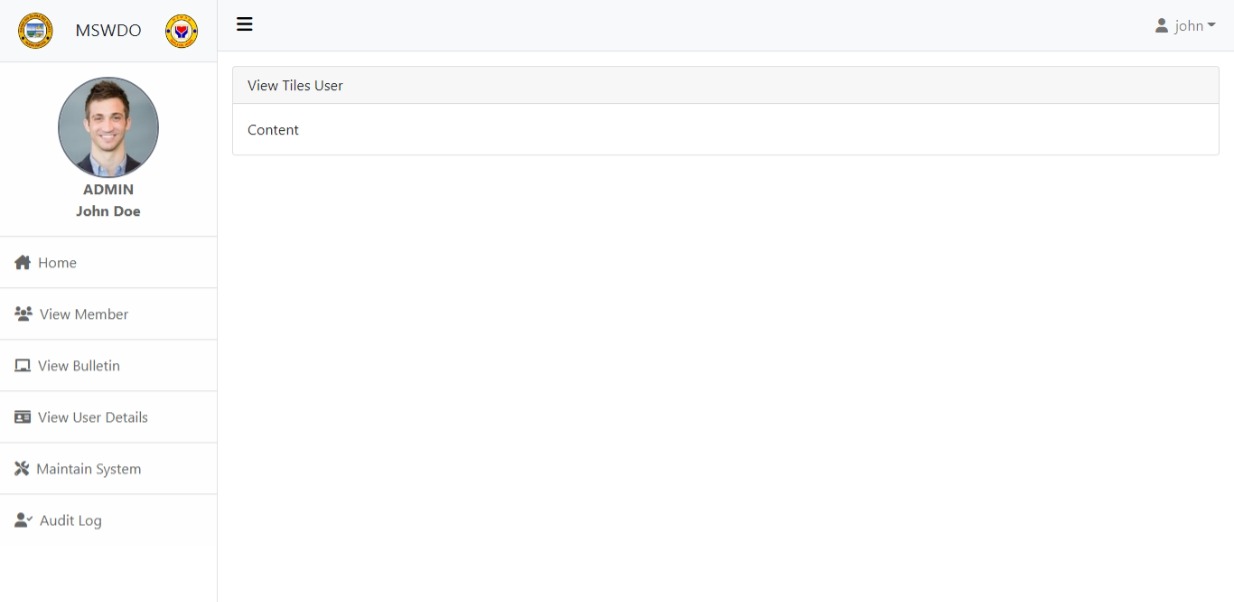 MSWDO
john
ADMIN
John Doe
Home
View Member
View Bulletin
View User Details
Maintain System
Audit Log
View Tiles User
Content